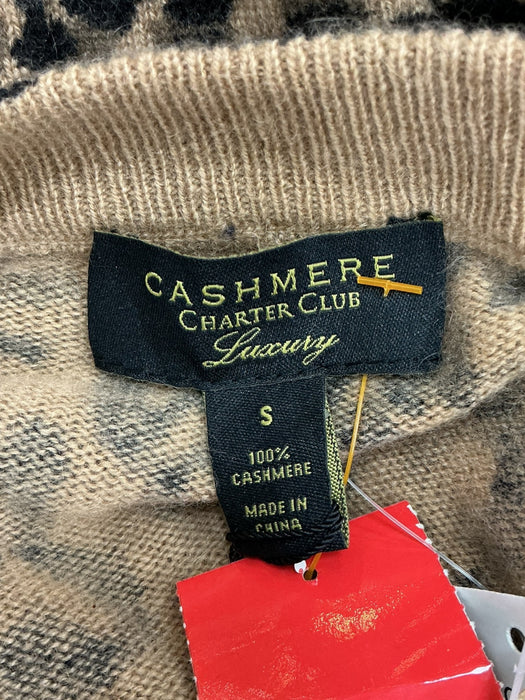 CASHMERE
CHARTER CLUB
Luxury
S
100%
CASHMERE
MADE IN
CHINA